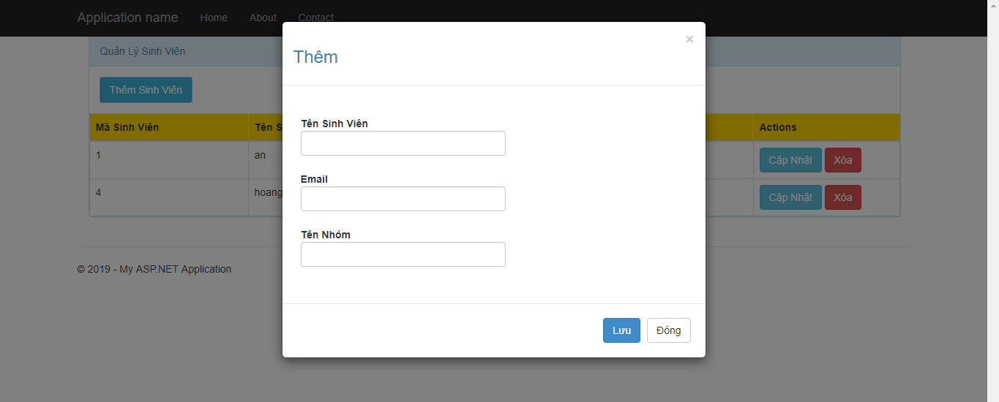 Application name Home About Contact
×
Quản Lý Sinh Viên
Thêm
Thêm Sinh Viên
Tên Sinh Viên
Mã Sinh Viên Tên S Actions
1 an Cập Nhật Xóa
Email
4 hoang Cập Nhật Xóa
Tên Nhóm
© 2019 - My ASP.NET Application
Lưu Đóng